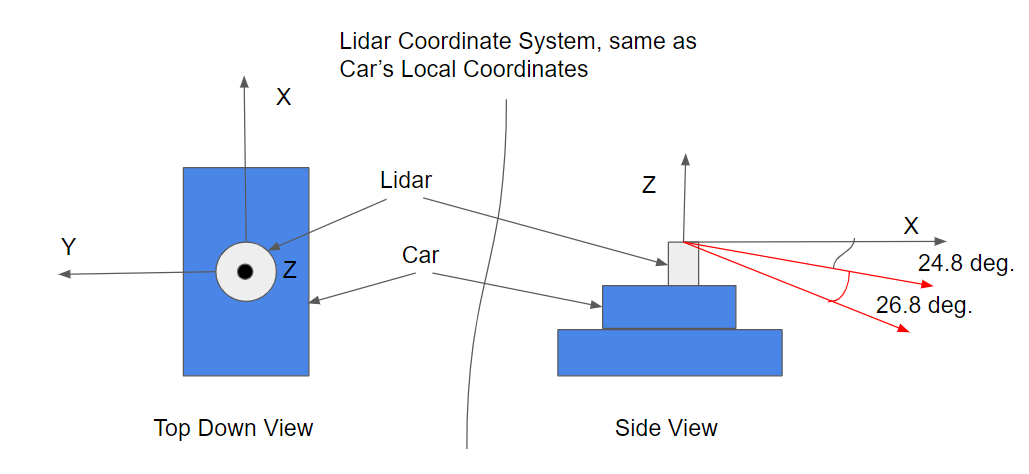 Lidar Coordinate System, same as
Car’s Local Coordinates
X
Lidar
Z
Y
X
Car
Z
24.8 deg.
26.8 deg.
Top Down View
Side View